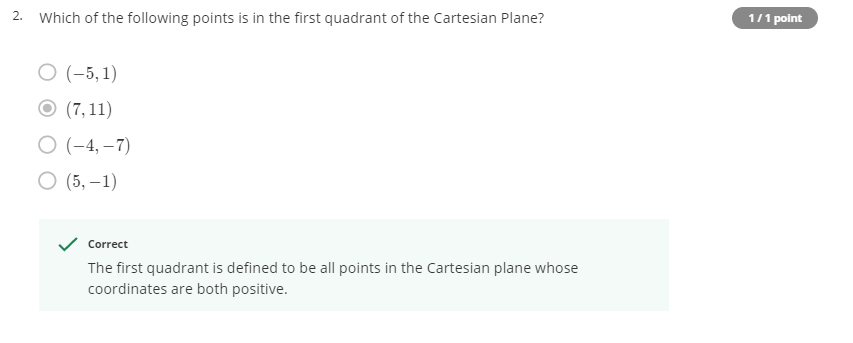 2. Which of the following points is in the first quadrant of the Cartesian Plane?
1 / 1 point
(−5, 1)
(7, 11)
(−4, −7)
(5, −1)
Correct
The first quadrant is defined to be all points in the Cartesian plane whose
coordinates are both positive.